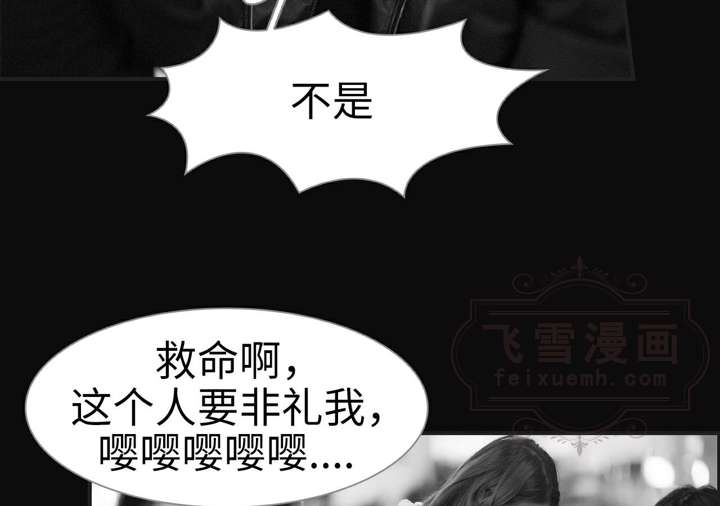 不是
飞雪漫画
feixuemh.com
救命啊，
这个人要非礼我，
嘤嘤嘤嘤嘤....